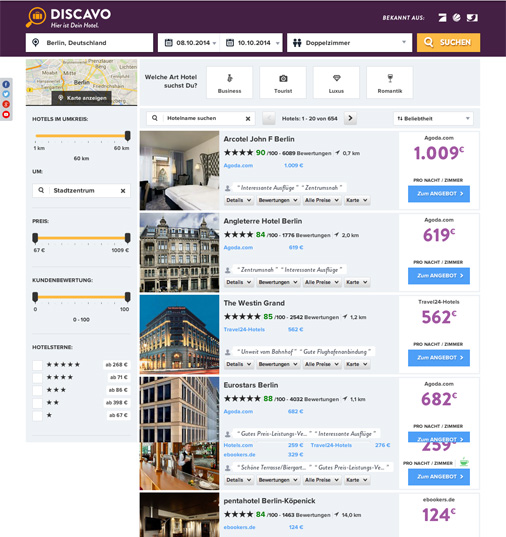 DISCAVO
Hier ist Dein Hotel.
BEKANNT AUS:
Berlin, Deutschland
08.10.2014
10.10.2014
Doppelzimmer
SUCHEN
Berlin
Karte anzeigen
HOTELS IM UMKREIS:
1 km 60 km
60 km
UM:
Stadtzentrum
PREIS:
67 € 1009 €
KUNDENBEWERTUNG:
0 100
0 - 100
HOTELSTERNE:
★★★★★ ab 268 €
★★★★ ab 71 €
★★★ ab 86 €
★★ ab 398 €
★ ab 67 €
Welche Art Hotel
suchst Du?
Business
Tourist
Luxus
Romantik
Hotelname suchen
Hotels: 1 - 20 von 654
Beliebtheit
Arcotel John F Berlin
★★★★ 90/100 - 6089 Bewertungen 0,7 km
Agoda.com 1.009 €
" Interessante Ausflüge " " Zentrumsnah "
Details Bewertungen Alle Preise Karte
Agoda.com
1.009€
PRO NACHT / ZIMMER
Zum ANGEBOT
Angleterre Hotel Berlin
★★★★ 84/100 - 1776 Bewertungen 2,0 km
Agoda.com 619 €
" Zentrumsnah " " Interessante Ausflüge "
Details Bewertungen Alle Preise Karte
Agoda.com
619€
PRO NACHT / ZIMMER
Zum ANGEBOT
The Westin Grand
★★★★★ 85/100 - 2542 Bewertungen 1,2 km
Travel24-Hotels 562 €
" Unweit vom Bahnhof " " Gute Flughafenanbindung "
Details Bewertungen Alle Preise Karte
Travel24-Hotels
562€
PRO NACHT / ZIMMER
Zum ANGEBOT
Eurostars Berlin
★★★★★ 88/100 - 4032 Bewertungen 1,1 km
Agoda.com 682 €
" Gutes Preis-Leistungs-Ve... " " Interessante Ausflüge "
Agoda.com
682€
PRO NACHT / ZIMMER
Zum ANGEBOT
Hotels.com 259 € Travel24-Hotels 276 €
ebookers.de 329 €
" Schöne Terrasse/Biergart... " " Gutes Preis-Leistungs-Ve... "
Details Bewertungen Alle Preise Karte
259€
PRO NACHT / ZIMMER
Zum ANGEBOT
pentahotel Berlin-Köpenick
★★★★ 84/100 - 1463 Bewertungen 14,0 km
ebookers.de 124 €
ebookers.de
124€